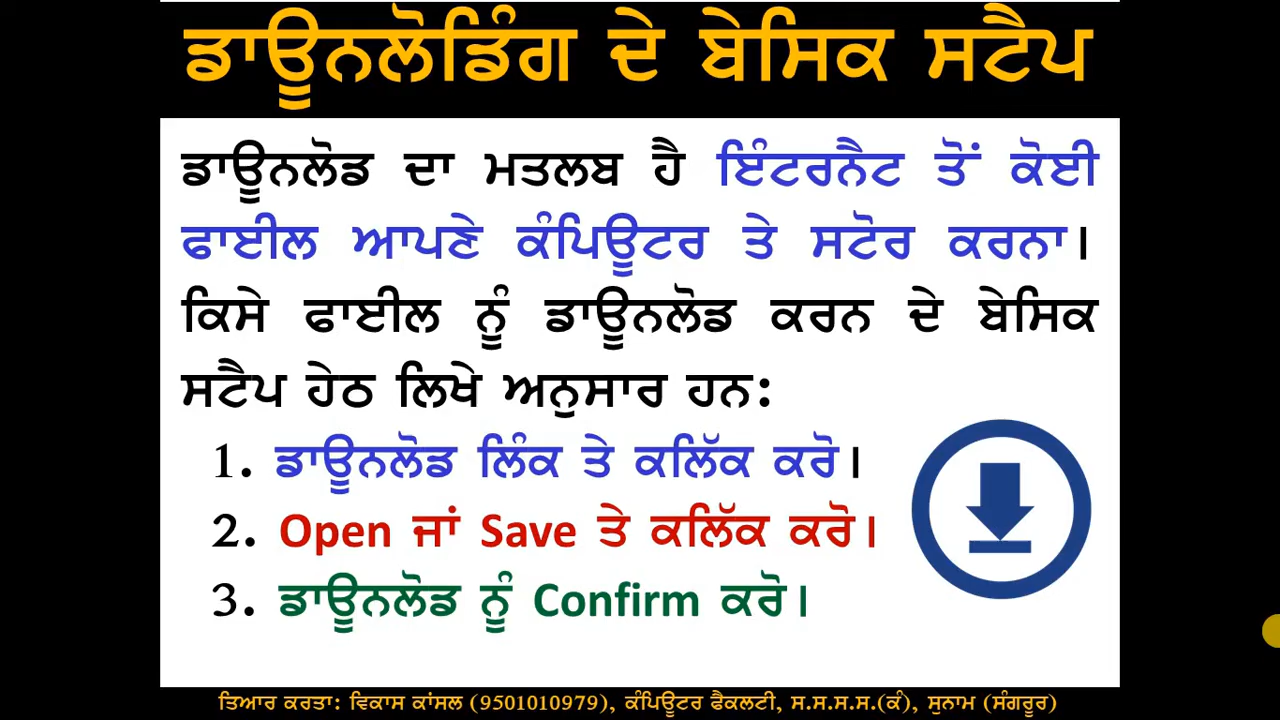 ਡਾਊਨਲੋਡਿੰਗ ਦੇ ਬੇਸਿਕ ਸਟੈਪ
ਡਾਊਨਲੋਡ ਦਾ ਮਤਲਬ ਹੈ ਇੰਟਰਨੈਟ ਤੋਂ ਕੋਈ
ਫਾਈਲ ਆਪਣੇ ਕੰਪਿਊਟਰ ਤੇ ਸਟੋਰ ਕਰਨਾ।
ਕਿਸੇ ਫਾਈਲ ਨੂੰ ਡਾਊਨਲੋਡ ਕਰਨ ਦੇ ਬੇਸਿਕ
ਸਟੈਪ ਹੇਠ ਲਿਖੇ ਅਨੁਸਾਰ ਹਨ:
1. ਡਾਊਨਲੋਡ ਲਿੰਕ ਤੇ ਕਲਿੱਕ ਕਰੋ।
2. Open ਜਾਂ Save ਤੇ ਕਲਿੱਕ ਕਰੋ।
3. ਡਾਊਨਲੋਡ ਨੂੰ Confirm ਕਰੋ।
ਤਿਆਰ ਕਰਤਾ: ਵਿਕਾਸ ਕਾਂਸਲ (9501010979), ਕੰਪਿਊਟਰ ਫੈਕਲਟੀ, ਸ.ਸ.ਸ.ਸ.(ਕੰ), ਸੁਨਾਮ (ਸੰਗਰੂਰ)